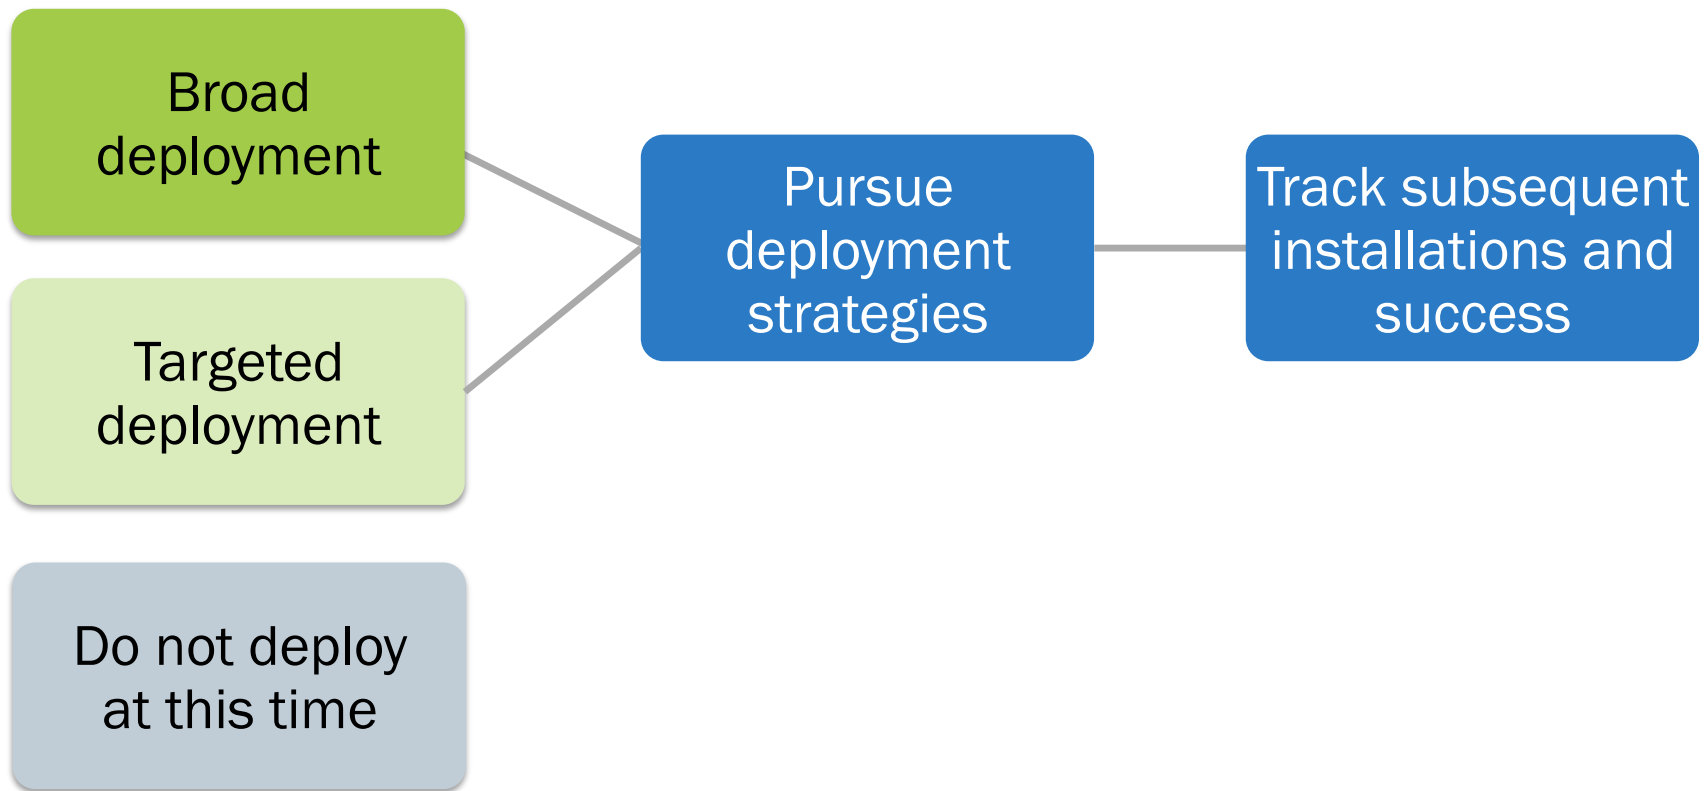 Broad
deployment
Targeted
deployment
Do not deploy
at this time
Pursue
deployment
strategies
Track subsequent
installations and
success